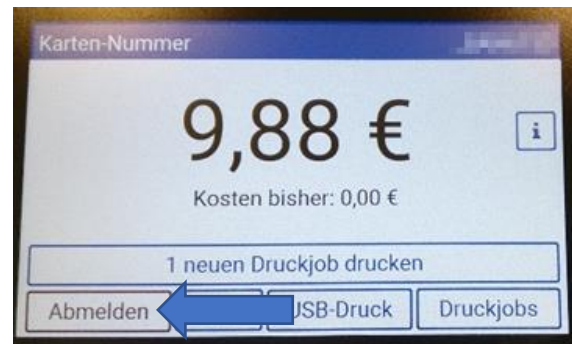 Karten-Nummer
9,88 €
i
Kosten bisher: 0,00 €
1 neuen Druckjob drucken
Abmelden USB-Druck Druckjobs